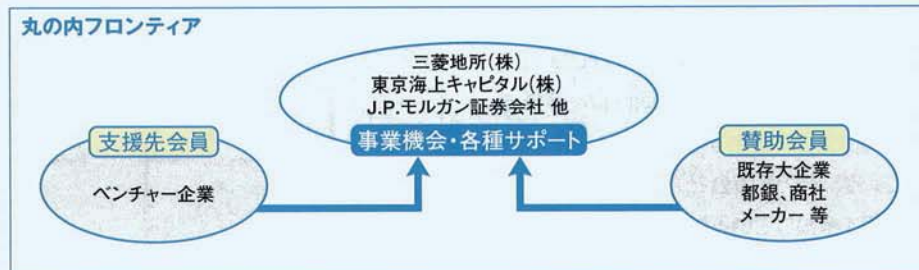 丸の内フロンティア
三菱地所(株)
東京海上キャピタル(株)
J.P.モルガン証券会社 他
事業機会・各種サポート
支援先会員
ベンチャー企業
賛助会員
既存大企業
都銀、商社
メーカー 等